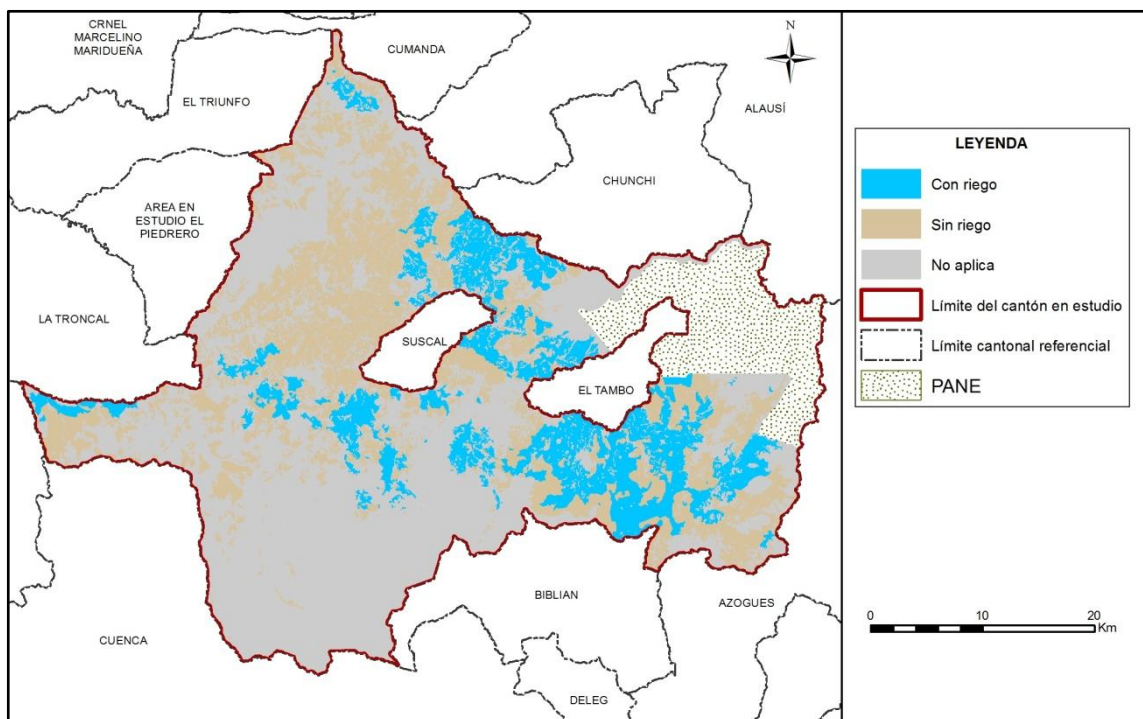 CRNEL
MARCELINO
MARIDUEÑA
CUMANDA
N
EL TRIUNFO
ALAUSÍ
CHUNCHI
AREA EN
ESTUDIO EL
PIEDRERO
LA TRONCAL
SUSCAL
EL TAMBO
BIBLIAN
AZOGUES
CUENCA
DELEG
LEYENDA
Con riego
Sin riego
No aplica
Límite del cantón en estudio
Límite cantonal referencial
PANE
0 10 20
Km